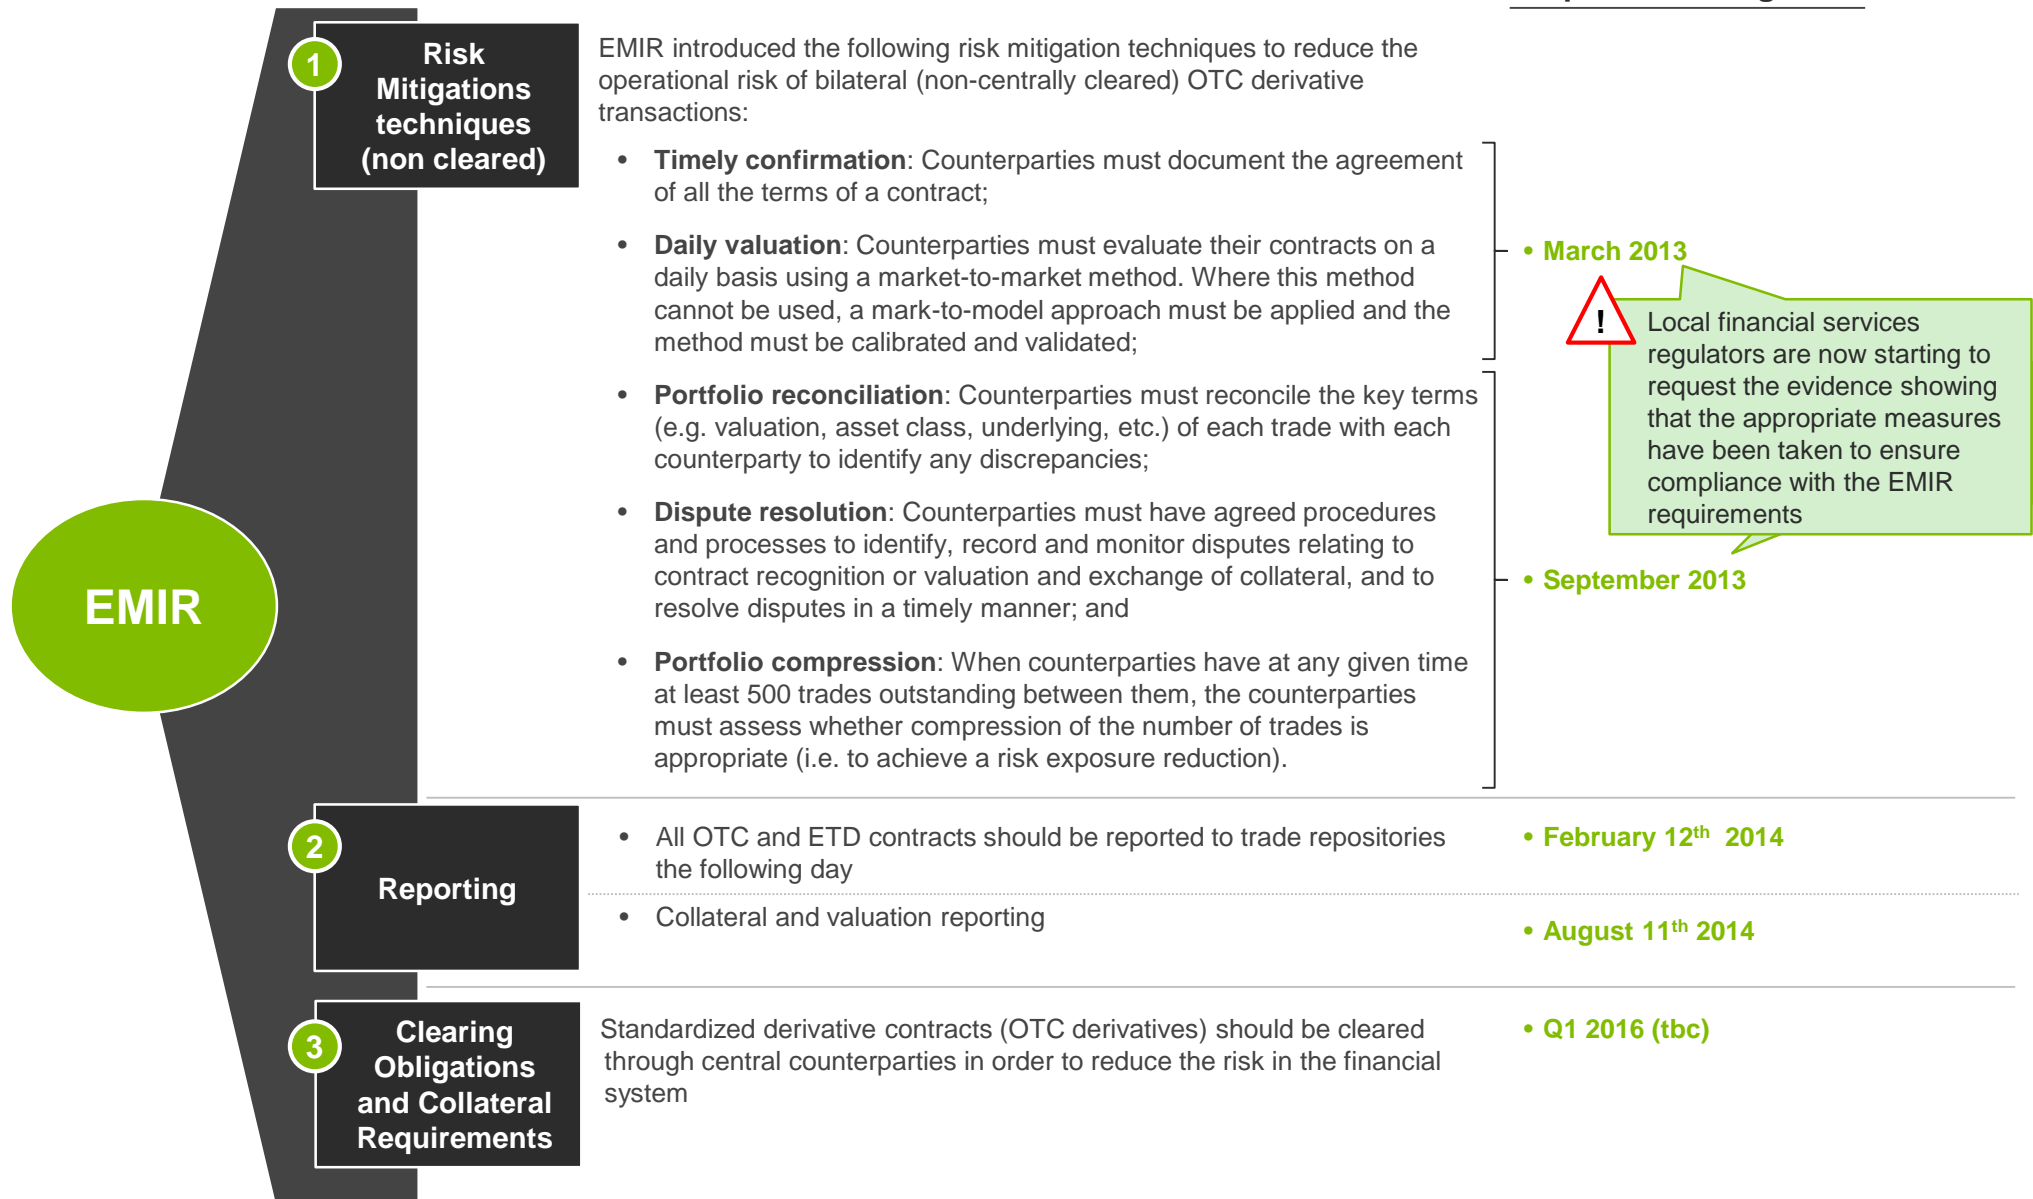 1
Risk
Mitigations
techniques
(non cleared)
EMIR introduced the following risk mitigation techniques to reduce the
operational risk of bilateral (non-centrally cleared) OTC derivative
transactions:
• Timely confirmation: Counterparties must document the agreement
of all the terms of a contract;
• Daily valuation: Counterparties must evaluate their contracts on a
daily basis using a market-to-market method. Where this method
cannot be used, a mark-to-model approach must be applied and the
method must be calibrated and validated;
• March 2013
!
Local financial services
regulators are now starting to
request the evidence showing
that the appropriate measures
have been taken to ensure
compliance with the EMIR
requirements
• Portfolio reconciliation: Counterparties must reconcile the key terms
(e.g. valuation, asset class, underlying, etc.) of each trade with each
counterparty to identify any discrepancies;
• Dispute resolution: Counterparties must have agreed procedures
and processes to identify, record and monitor disputes relating to
contract recognition or valuation and exchange of collateral, and to
resolve disputes in a timely manner; and
• Portfolio compression: When counterparties have at any given time
at least 500 trades outstanding between them, the counterparties
must assess whether compression of the number of trades is
appropriate (i.e. to achieve a risk exposure reduction).
• September 2013
EMIR
2
Reporting
• All OTC and ETD contracts should be reported to trade repositories
the following day
• February 12th 2014
• Collateral and valuation reporting
• August 11th 2014
3
Clearing
Obligations
and Collateral
Requirements
Standardized derivative contracts (OTC derivatives) should be cleared
through central counterparties in order to reduce the risk in the financial
system
• Q1 2016 (tbc)